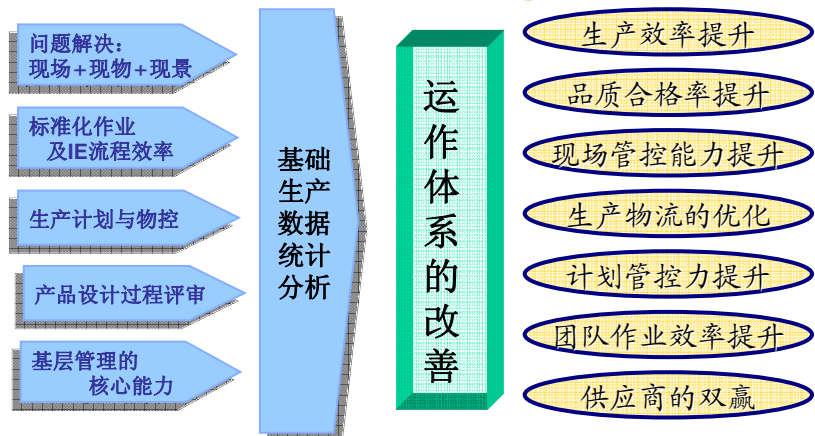 问题解决：
现场+现物+现景
标准化作业
及IE流程效率
生产计划与物控
产品设计过程评审
基层管理的
核心能力
基础
生产
数据
统计
分析
运
作
体
系
的
改
善
生产效率提升
品质合格率提升
现场管控能力提升
生产物流的优化
计划管控力提升
团队作业效率提升
供应商的双赢